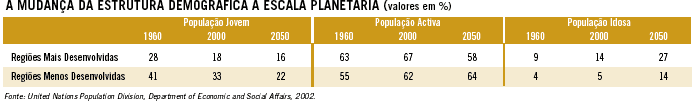 A MUDANÇA DA ESTRUTURA DEMOGRÁFICA À ESCALA PLANETÁRIA (valores em %)
População Jovem População Activa População Idosa
1960 2000 2050 1960 2000 2050 1960 2000 2050
Regiões Mais Desenvolvidas 28 18 16 63 67 58 9 14 27
Regiões Menos Desenvolvidas 41 33 22 55 62 64 4 5 14
Fonte: United Nations Population Division, Department of Economic and Social Affairs, 2002.